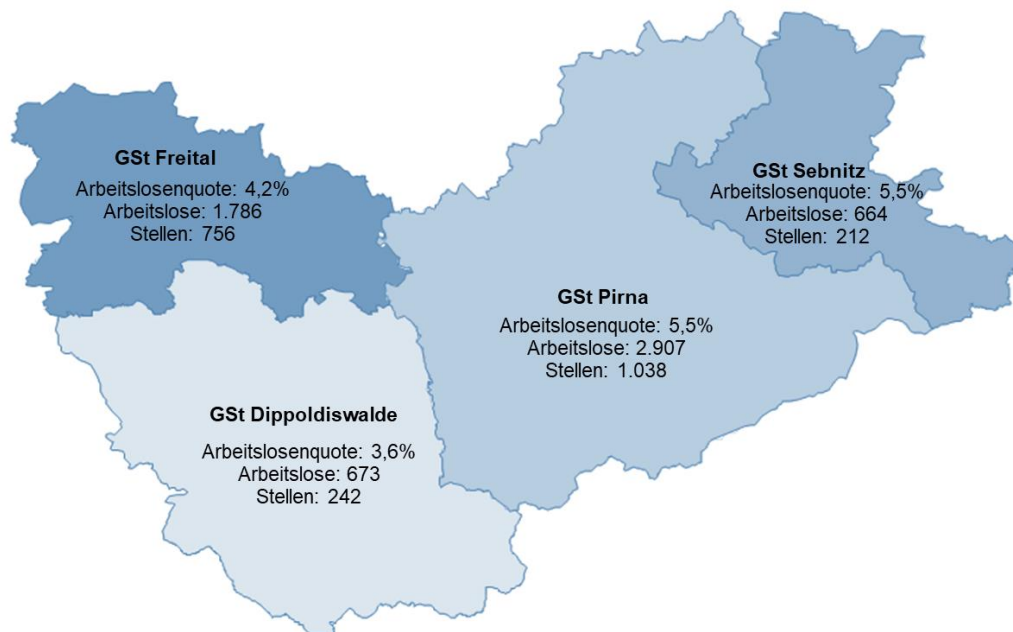 GSt Freital
Arbeitslosenquote: 4,2%
Arbeitslose: 1.786
Stellen: 756
GSt Sebnitz
Arbeitslosenquote: 5,5%
Arbeitslose: 664
Stellen: 212
GSt Pirna
Arbeitslosenquote: 5,5%
Arbeitslose: 2.907
Stellen: 1.038
GSt Dippoldiswalde
Arbeitslosenquote: 3,6%
Arbeitslose: 673
Stellen: 242